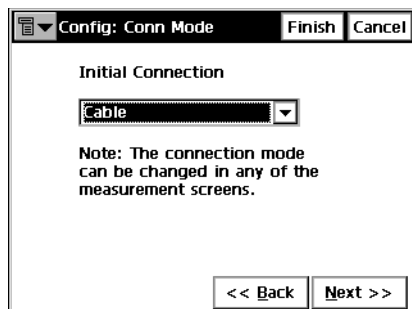 Config: Conn Mode Finish Cancel
Initial Connection
Cable
Note: The connection mode
can be changed in any of the
measurement screens.
<< Back Next >>